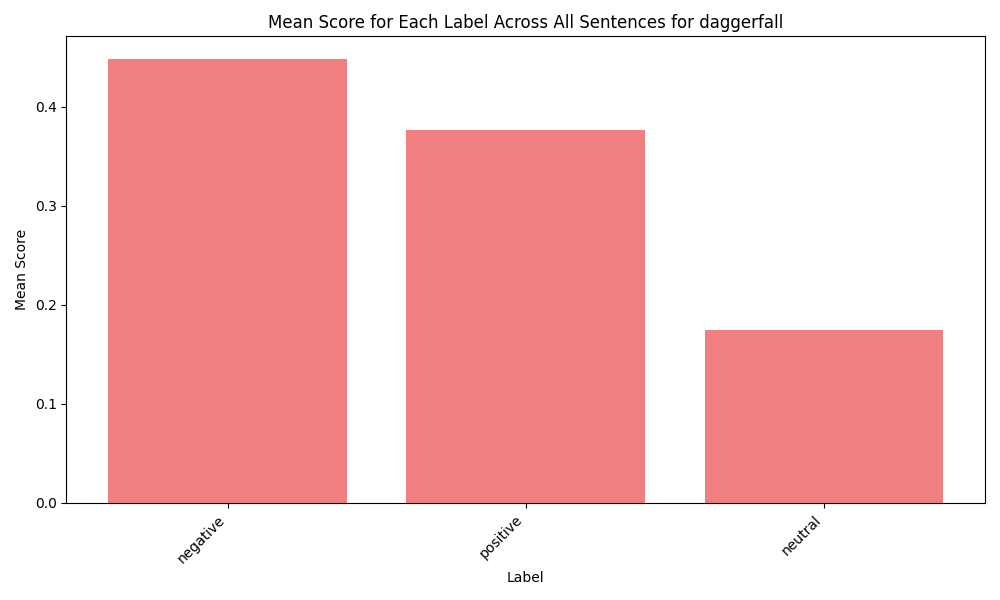 Mean Score for Each Label Across All Sentences for daggerfall
Mean Score
0.4
0.3
0.2
0.1
0.0
negative
positive
neutral
Label